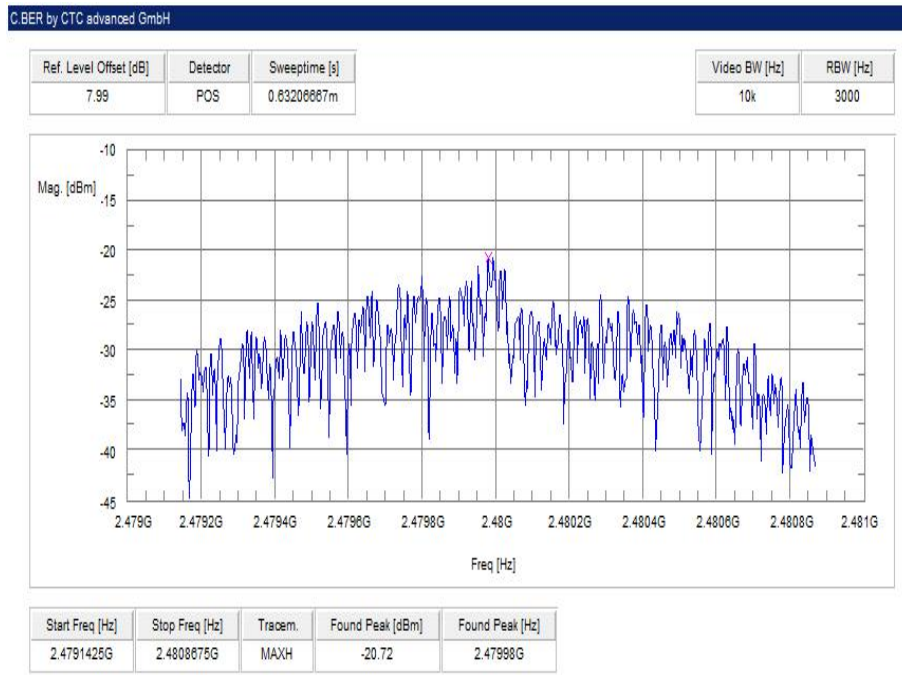 C.BER by CTC advanced GmbH
Ref. Level Offset [dB] Detector Sweeptime [s] Video BW [Hz] RBW [Hz]
7.99 POS 0.63206667m 10k 3000
-10
Mag. [dBm]
-15
-20
-25
-30
-35
-40
-45
2.479G 2.4792G 2.4794G 2.4796G 2.4798G 2.48G 2.4802G 2.4804G 2.4806G 2.4808G 2.481G
Freq [Hz]
Start Freq [Hz] Stop Freq [Hz] Tracem. Found Peak [dBm] Found Peak [Hz]
2.4791425G 2.4808675G MAXH -20.72 2.47998G